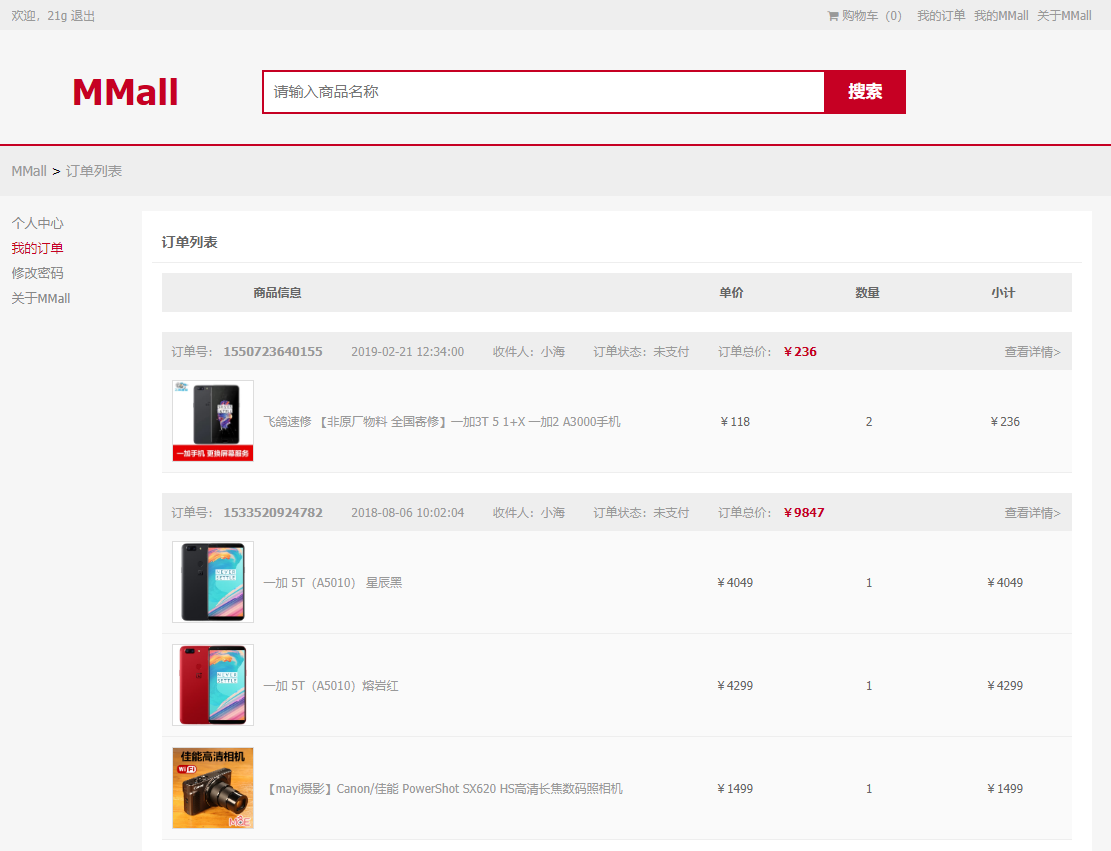 欢迎，21g 退出
购物车（0） 我的订单 我的MMall 关于MMall
MMall
请输入商品名称
搜索
MMall > 订单列表
个人中心
我的订单
修改密码
关于MMall
订单列表
商品信息 单价 数量 小计
订单号： 1550723640155 2019-02-21 12:34:00 收件人：小海 订单状态：未支付 订单总价： ￥236 查看详情>
一加手机 更换屏幕服务
飞鸽速修 【非原厂物料 全国寄修】一加3T 5 1+X 一加2 A3000手机 ￥118 2 ￥236
订单号： 1533520924782 2018-08-06 10:02:04 收件人：小海 订单状态：未支付 订单总价： ￥9847 查看详情>
一加 5T（A5010） 星辰黑 ￥4049 1 ￥4049
一加 5T（A5010）熔岩红 ￥4299 1 ￥4299
佳能高清相机
WiFi
【mayi摄影】Canon/佳能 PowerShot SX620 HS高清长焦数码照相机 ￥1499 1 ￥1499